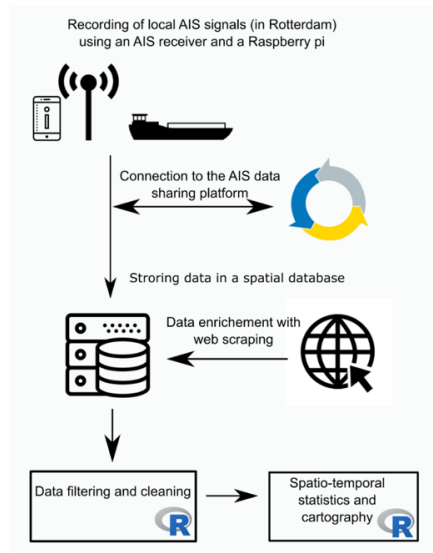 Recording of local AIS signals (in Rotterdam)
using an AIS receiver and a Raspberry pi
i
Connection to the AIS data
sharing platform
Stroring data in a spatial database
Data enrichement with
web scraping
Data filtering and cleaning
R
Spatio-temporal
statistics and
cartography
R